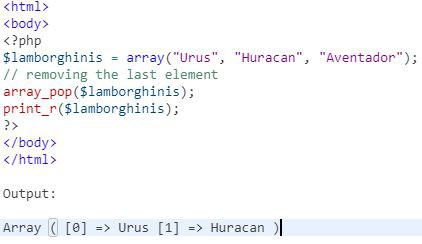 <html>
<body>
<?php
$lamborghinis = array("Urus", "Huracan", "Aventador");
// removing the last element
array_pop($lamborghinis);
print_r($lamborghinis);
?>
</body>
</html>
Output:
Array ( [0] => Urus [1] => Huracan )